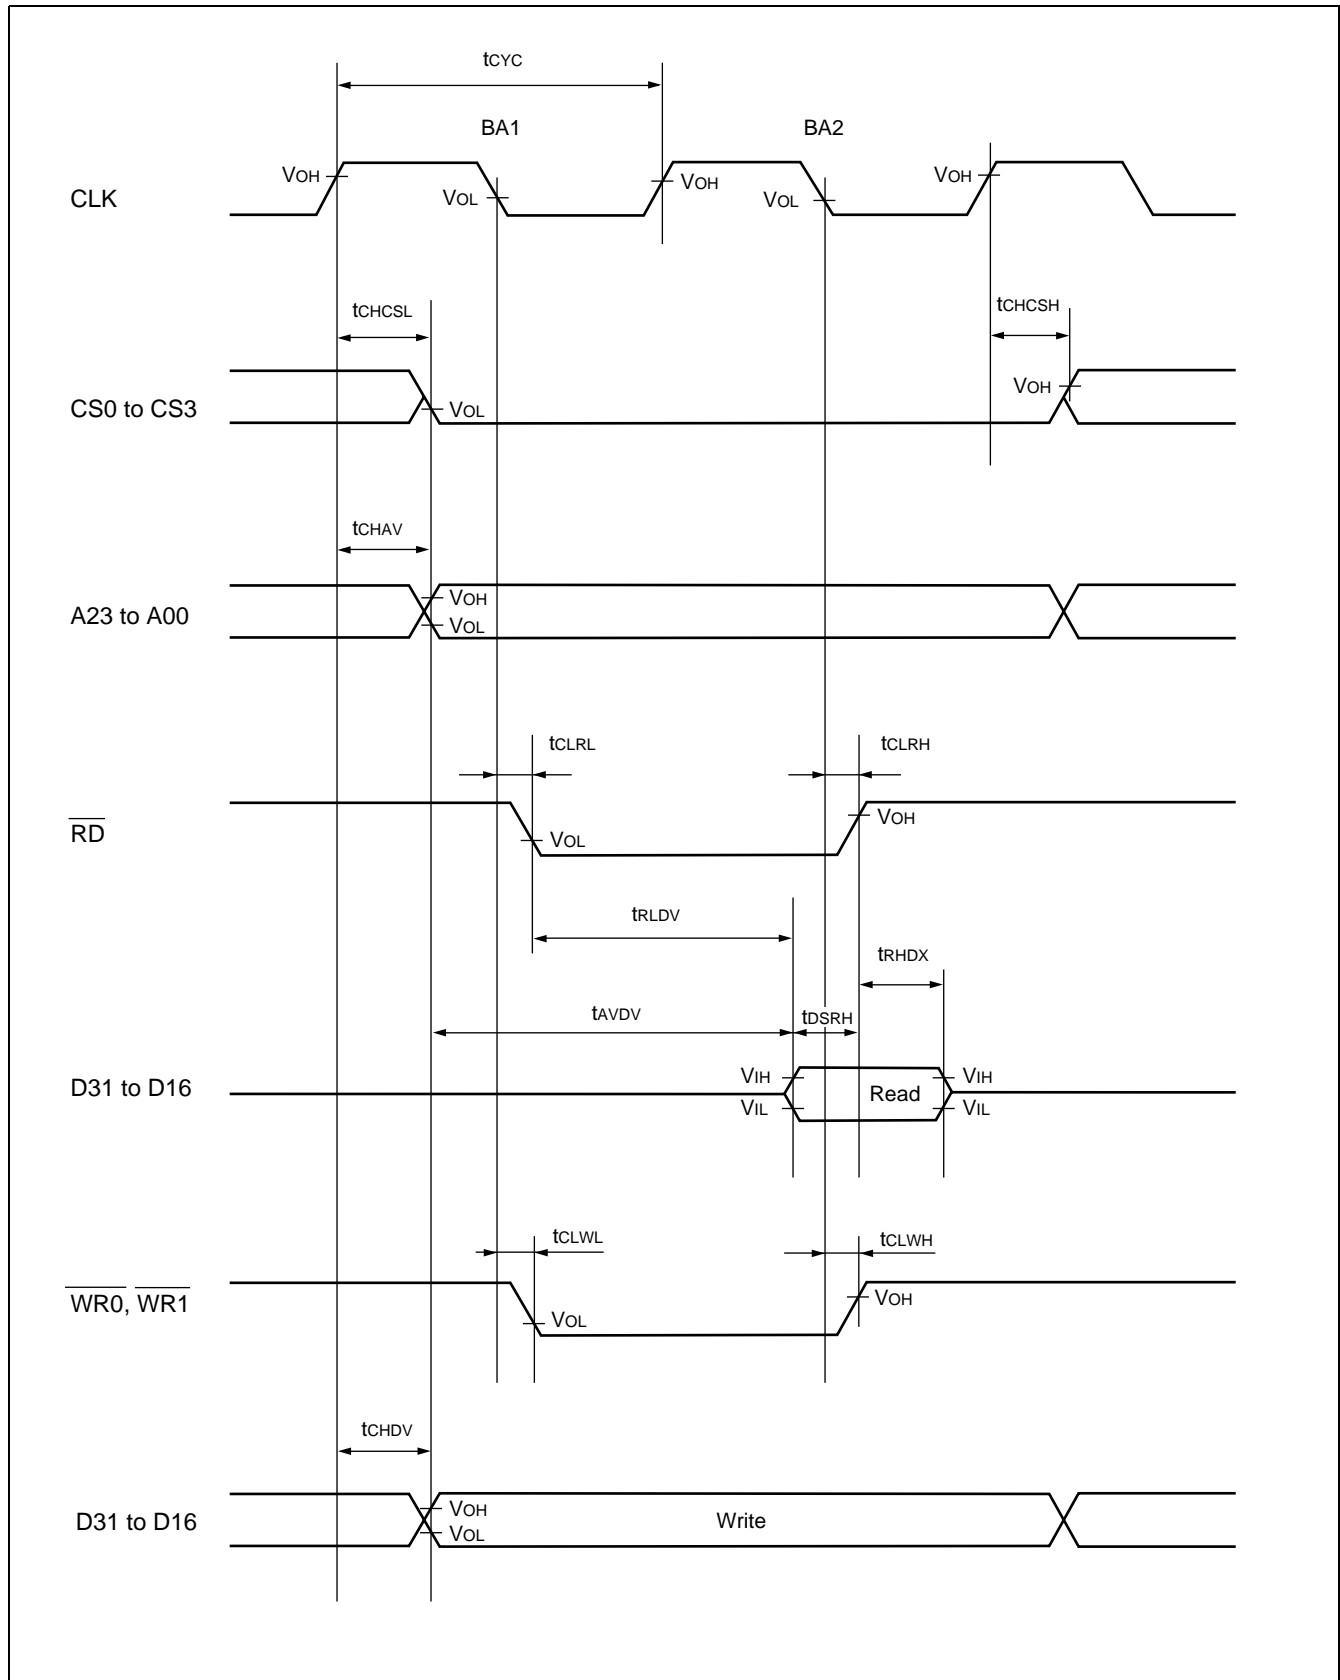 tCYC
BA1 BA2
CLK VOH VOL VOH VOL VOH
tCHCSL tCHCSH
CS0 to CS3 VOL VOH
tCHAV
A23 to A00 VOH
VOL
tCLRL tCLRH
RD VOL VOH
tRLDV
tRHDX
tAVDV tDSRH
D31 to D16 VIH Read VIH
VIL VIL
tCLWL tCLWH
WR0, WR1 VOL VOH
tCHDV
D31 to D16 VOH Write
VOL